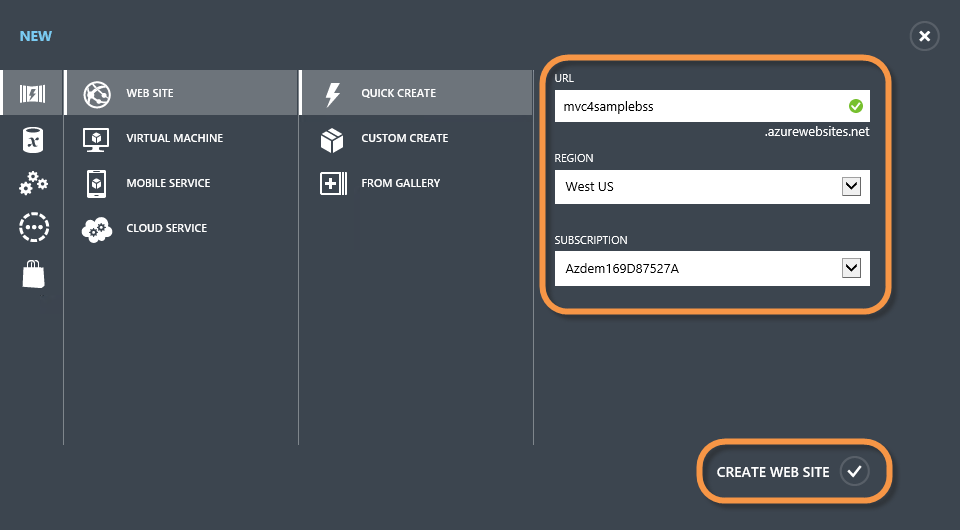 NEW
WEB SITE
VIRTUAL MACHINE
MOBILE SERVICE
CLOUD SERVICE
QUICK CREATE
CUSTOM CREATE
FROM GALLERY
URL
mvc4samplebss
.azurewebsites.net
REGION
West US
SUBSCRIPTION
Azdem169D87527A
CREATE WEB SITE